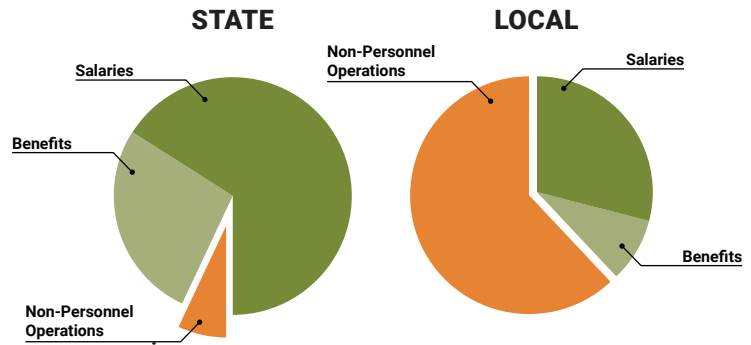 STATE
Salaries
Benefits
Non-Personnel
Operations
LOCAL
Non-Personnel
Operations
Salaries
Benefits